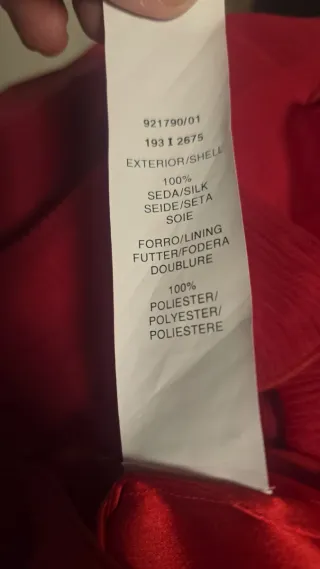 921790/01
193 I 2675
EXTERIOR/SHELL
100%
SEDA/SILK
SEIDE/SETA
SOIE
FORRO/LINING
FUTTER/FODERA
DOUBLURE
100%
POLIESTER/
POLYESTER/
POLIESTERE